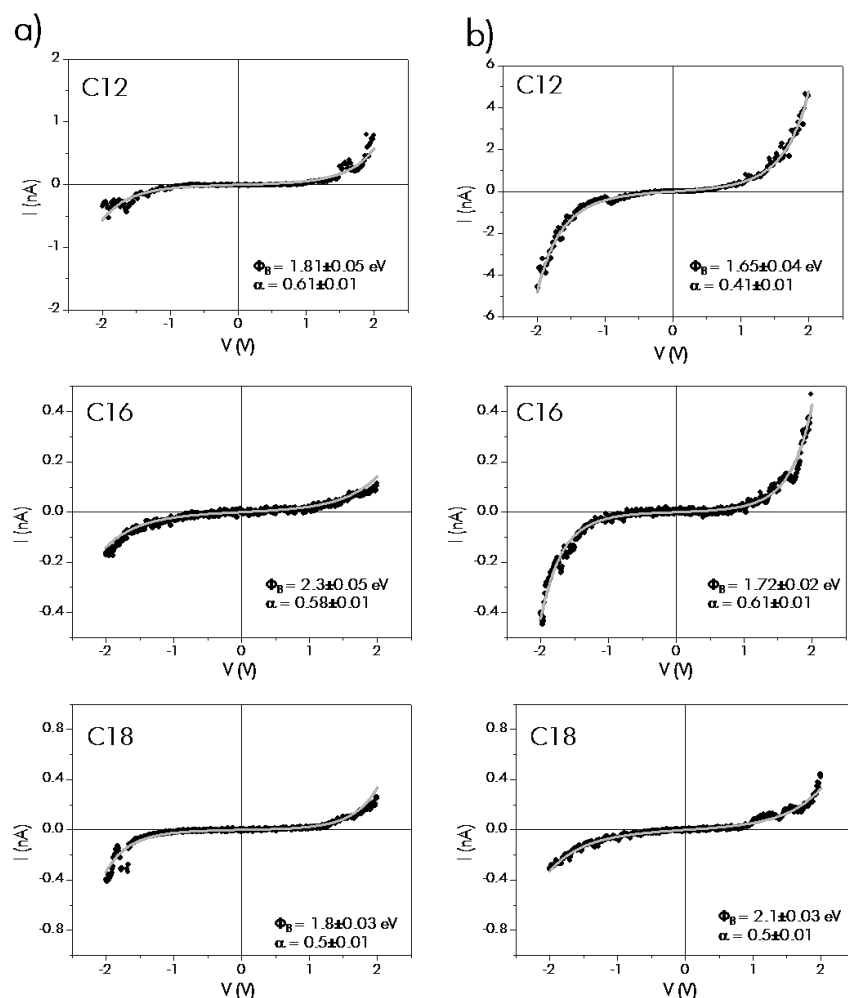 a)
C12
2
1
0
-1
-2
I (nA)
Φ_B = 1.81±0.05 eV
α = 0.61±0.01
-2 -1 0 1 2
V (V)
C16
0.4
0.2
0.0
-0.2
-0.4
I (nA)
Φ_B = 2.3±0.05 eV
α = 0.58±0.01
-2 -1 0 1 2
V (V)
C18
0.8
0.4
0.0
-0.4
-0.8
I (nA)
Φ_B = 1.8±0.03 eV
α = 0.5±0.01
-2 -1 0 1 2
V (V)
b)
C12
6
4
2
0
-2
-4
-6
I (nA)
Φ_B = 1.65±0.04 eV
α = 0.41±0.01
-2 -1 0 1 2
V (V)
C16
0.4
0.2
0.0
-0.2
-0.4
I (nA)
Φ_B = 1.72±0.02 eV
α = 0.61±0.01
-2 -1 0 1 2
V (V)
C18
0.8
0.4
0.0
-0.4
-0.8
I (nA)
Φ_B = 2.1±0.03 eV
α = 0.5±0.01
-2 -1 0 1 2
V (V)